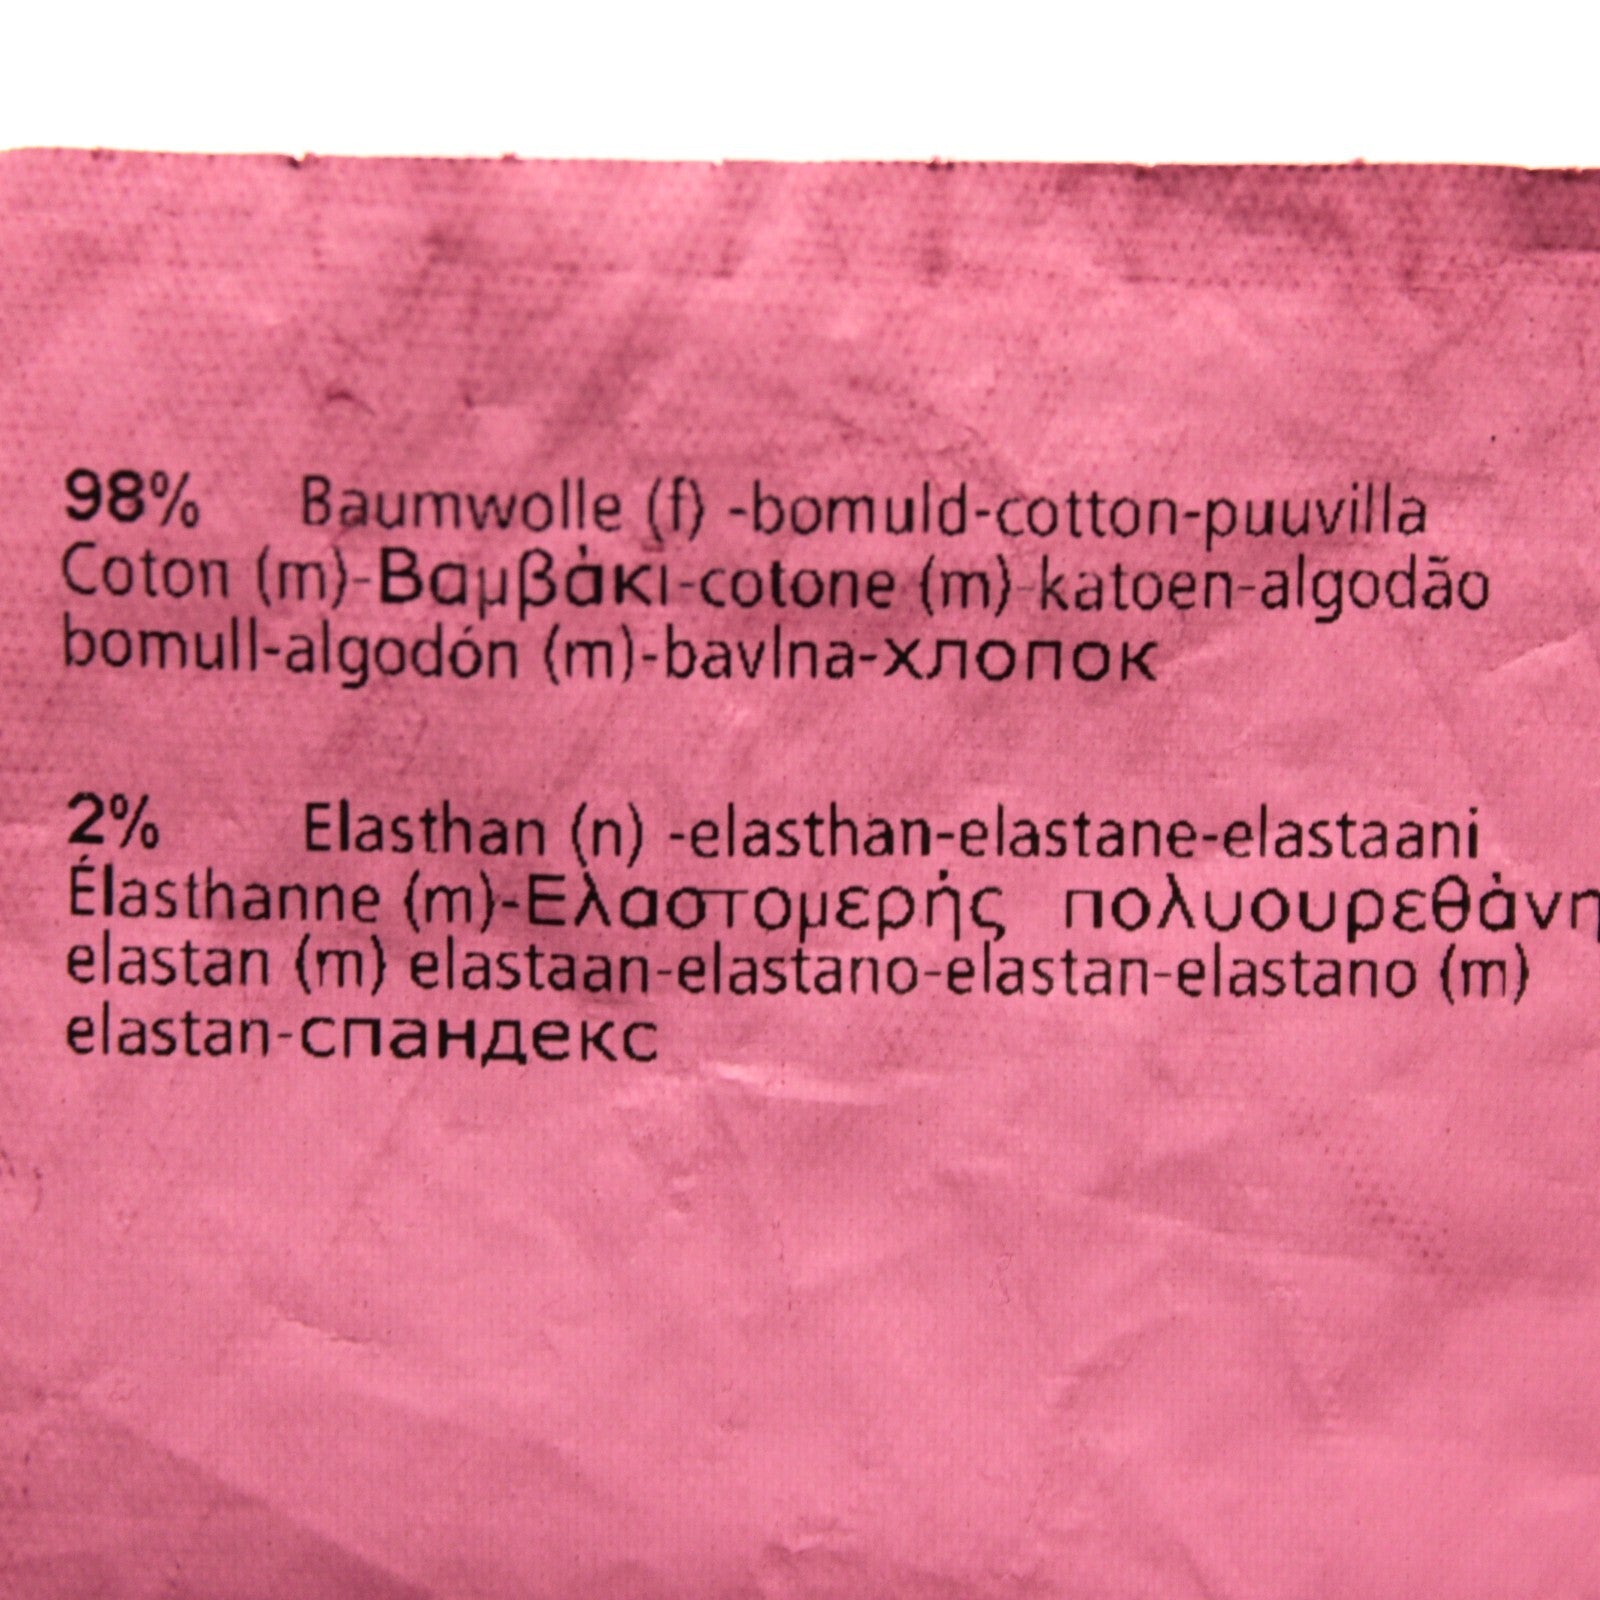 98% Baumwolle (f) -bomuld-cotton-puuvilla
Coton (m)-Βαμβάκι-cotone (m)-katoen-algodão
bomull-algodón (m)-bavlna-хлопок
2% Elasthan (n) -elasthan-elastane-elastaani
Élasthanne (m)-Ελαστομερής πολυουρεθάνη
elastan (m) elastaan-elastano-elastan-elastano (m)
elastan-спандекс